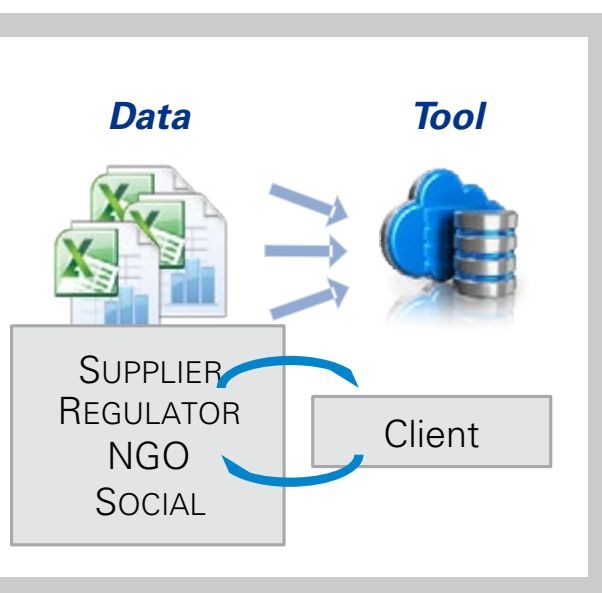 Data
Tool
SUPPLIER
REGULATOR
NGO
SOCIAL
Client